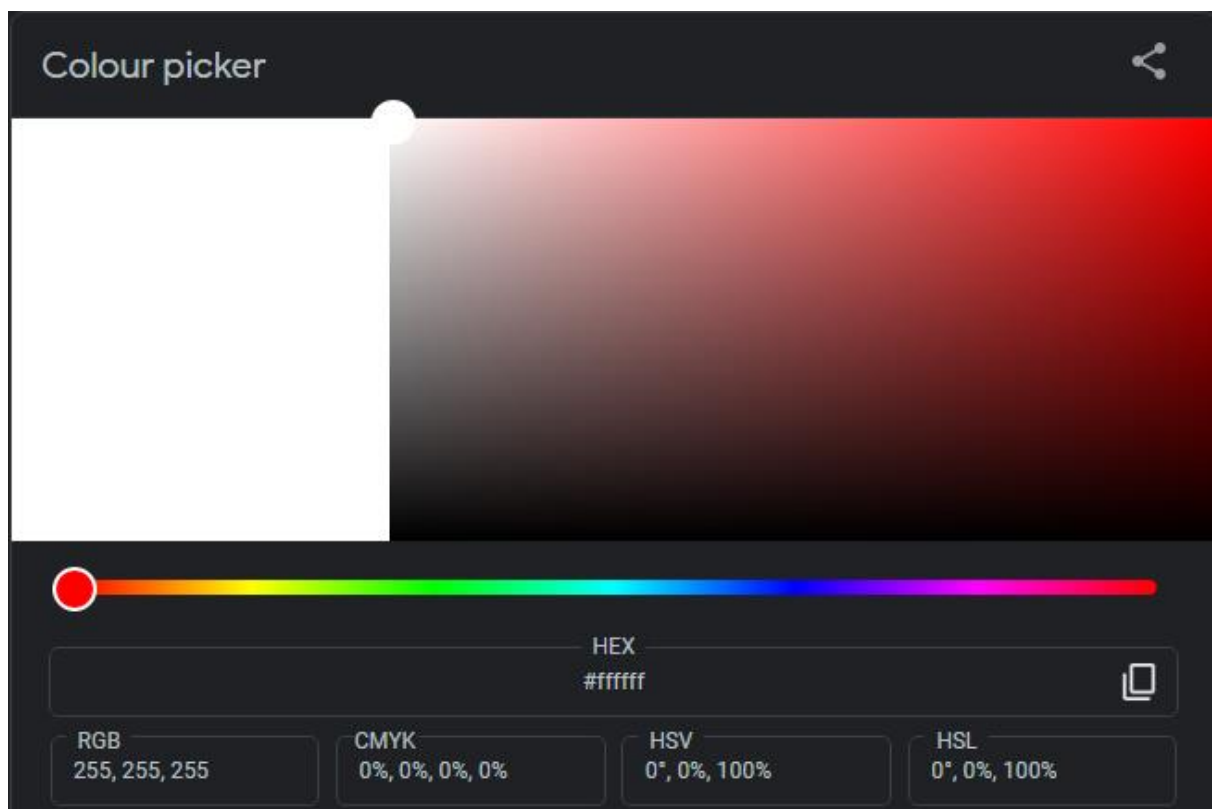 Colour picker
HEX
#ffffff
RGB
255, 255, 255
CMYK
0%, 0%, 0%, 0%
HSV
0°, 0%, 100%
HSL
0°, 0%, 100%